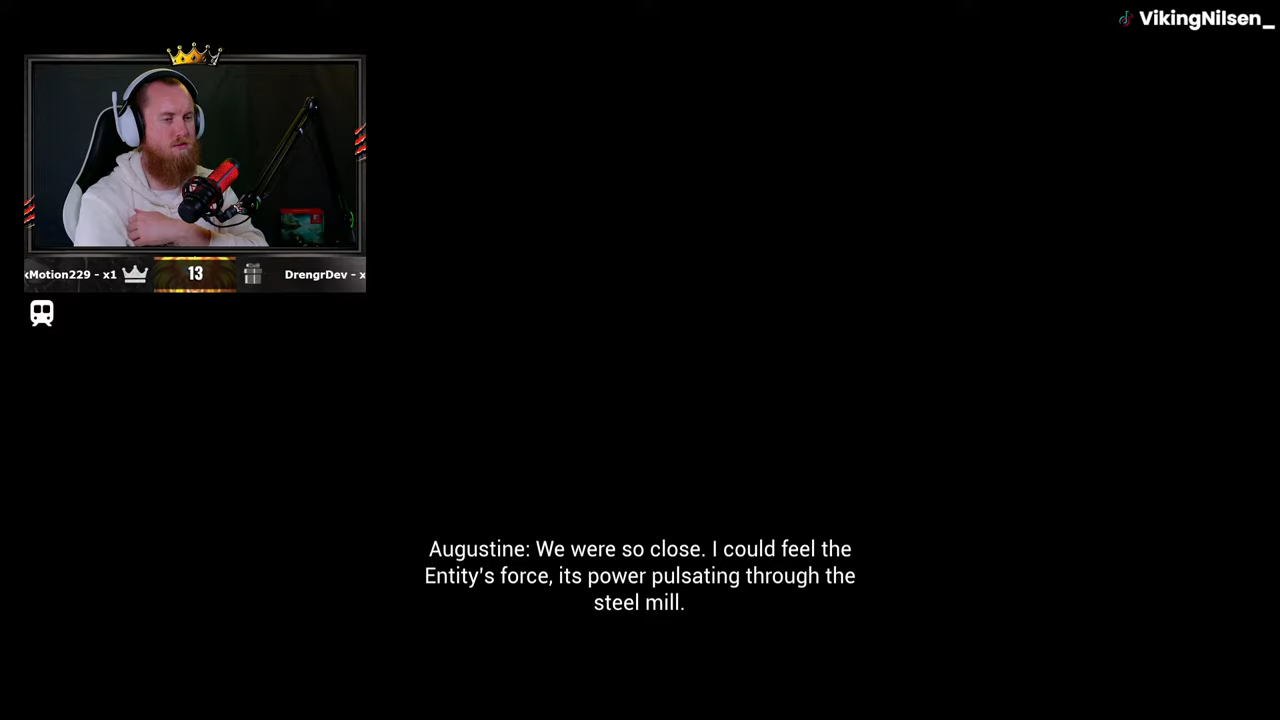 VikingNilsen_
kMotion229 - x1
13
DrengrDev - x
Augustine: We were so close. I could feel the
Entity's force, its power pulsating through the
steel mill.